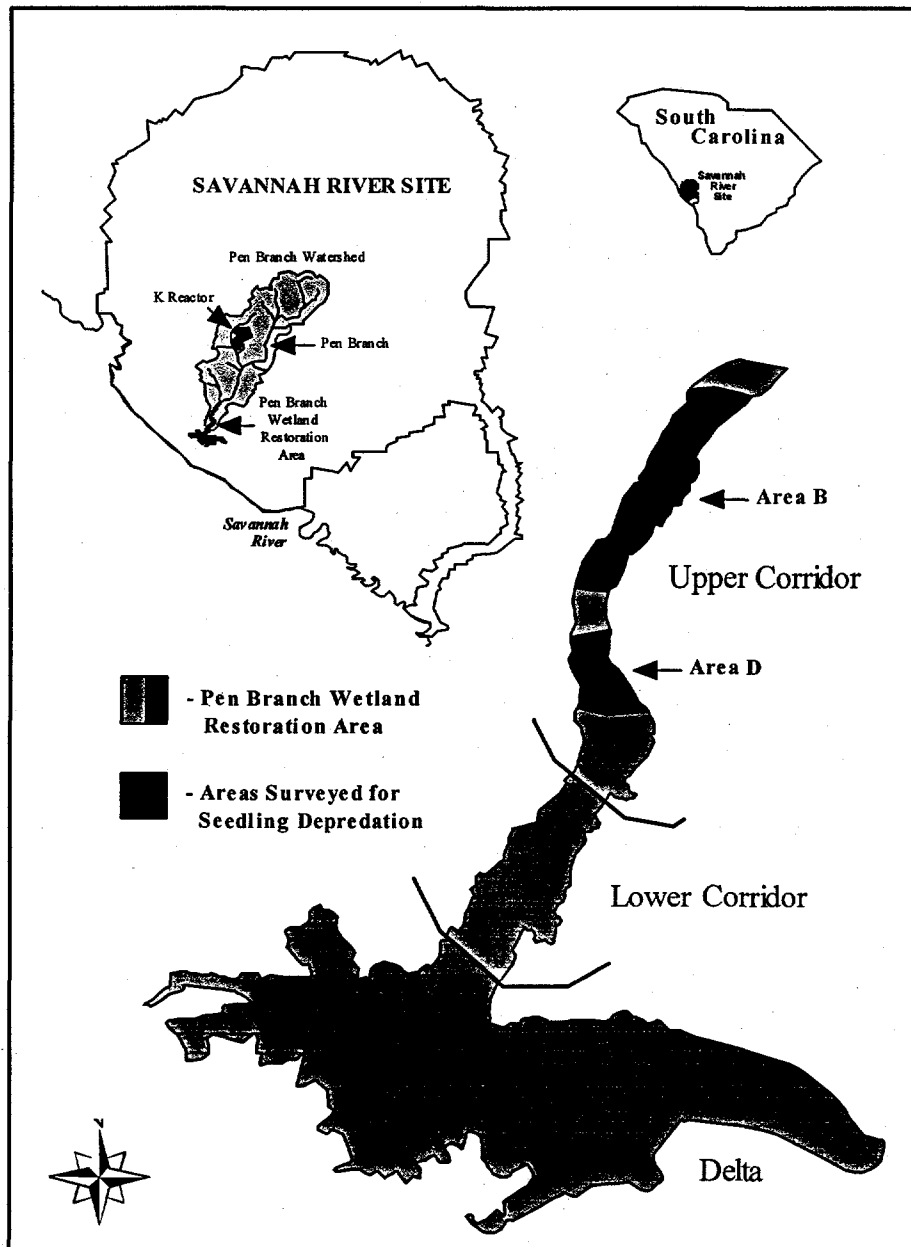 South
Carolina
Savannah
River
Site
SAVANNAH RIVER SITE
Pen Branch Watershed
K Reactor
Pen Branch
Pen Branch
Wetland
Restoration
Area
Savannah
River
Area B
Upper Corridor
Area D
- Pen Branch Wetland
Restoration Area
- Areas Surveyed for
Seedling Depredation
Lower Corridor
Delta